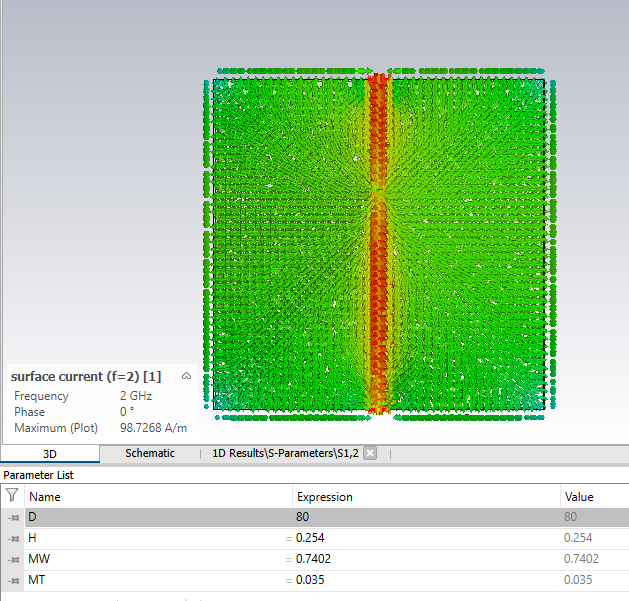 surface current (f=2) [1]
Frequency 2 GHz
Phase 0 °
Maximum (Plot) 98.7268 A/m
3D Schematic 1D Results\S-Parameters\S1,2
Parameter List
Name Expression Value
D 80 80
H = 0.254 0.254
MW = 0.7402 0.7402
MT = 0.035 0.035